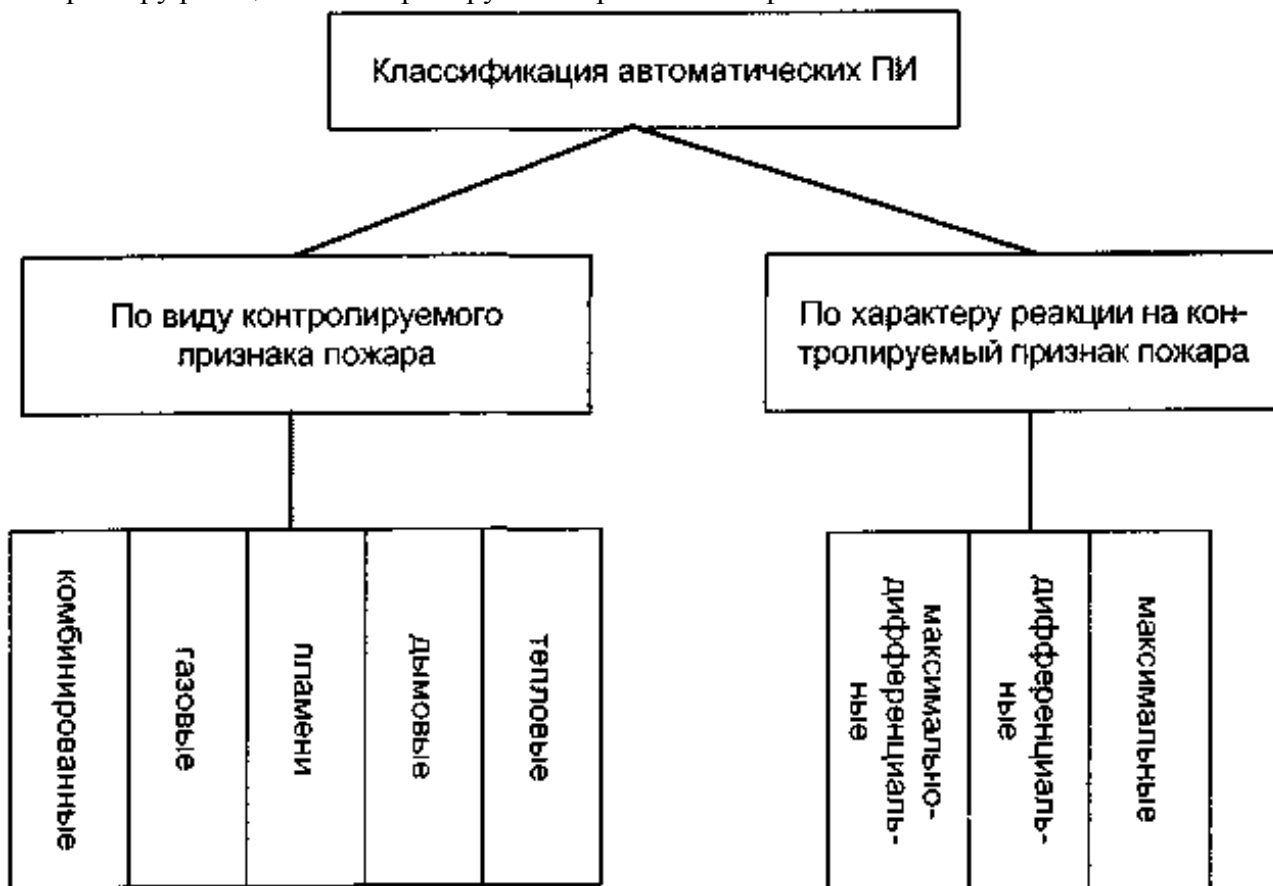 Классификация автоматических ПИ
По виду контролируемого
признака пожара
По характеру реакции на кон-
тролируемый признак пожара
комбинированные
газовые
пламени
дымовые
тепловые
максимально-
дифференциаль-
ные
дифференциаль-
ные
максимальные